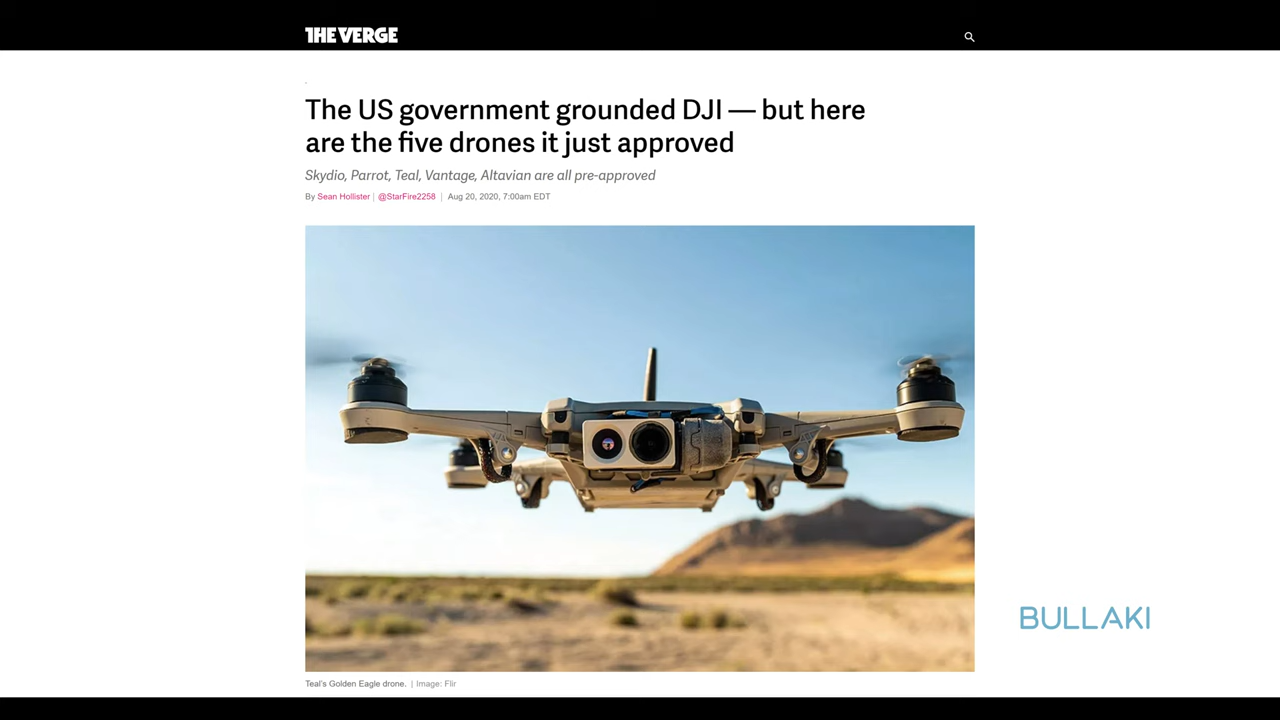 THE VERGE
The US government grounded DJI — but here
are the five drones it just approved
Skydio, Parrot, Teal, Vantage, Altavian are all pre-approved
By Sean Hollister | @StarFire2258 | Aug 20, 2020, 7:00am EDT
BULLAKI
Teal's Golden Eagle drone. | Image: Flir